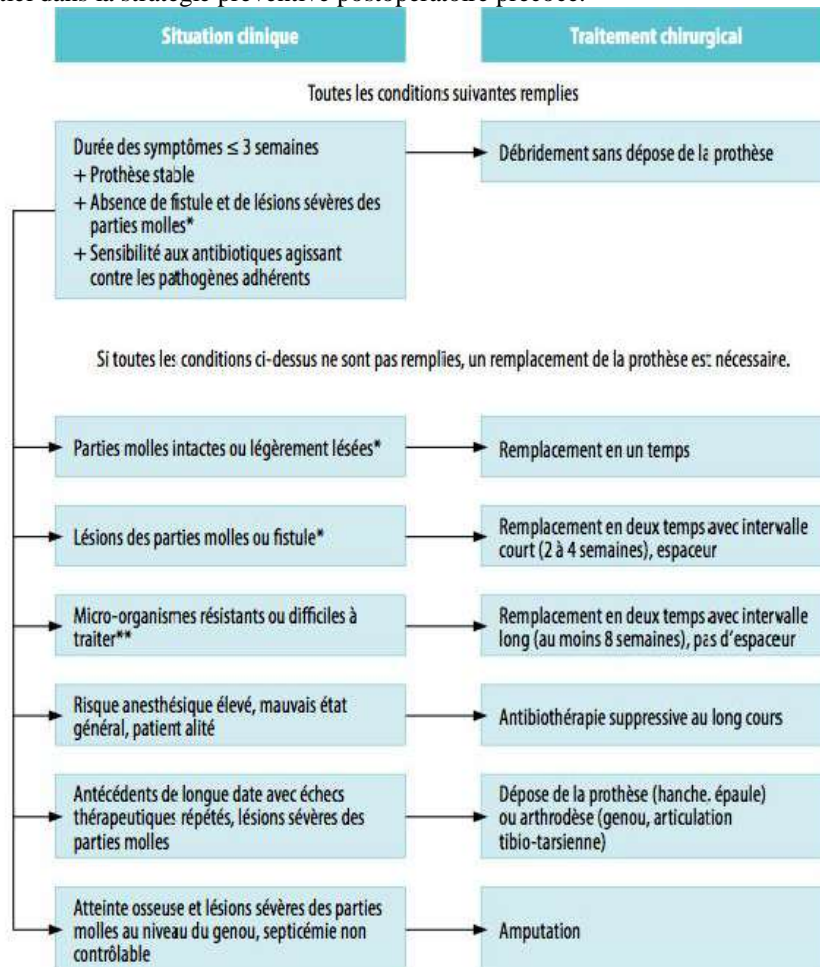 tiel dans la stratégie préventive postopératoire précoce.
Situation clinique
Traitement chirurgical
Toutes les conditions suivantes remplies
Durée des symptômes ≤ 3 semaines
+ Prothèse stable
+ Absence de fistule et de lésions sévères des
parties molles*
+ Sensibilité aux antibiotiques agissant
contre les pathogènes adhérents
Débridement sans dépose de la prothèse
Si toutes les conditions ci-dessus ne sont pas remplies, un remplacement de la prothèse est nécessaire.
Parties molles intactes ou légèrement lésées*
Remplacement en un temps
Lésions des parties molles ou fistule*
Remplacement en deux temps avec intervalle
court (2 à 4 semaines), espaceur
Micro-organismes résistants ou difficiles à
traiter**
Remplacement en deux temps avec intervalle
long (au moins 8 semaines), pas d'espaceur
Risque anesthésique élevé, mauvais état
général, patient alité
Antibiothérapie suppressive au long cours
Antécédents de longue date avec échecs
thérapeutiques répétés, lésions sévères des
parties molles
Dépose de la prothèse (hanche, épaule)
ou arthrodèse (genou, articulation
tibio-tarsienne)
Atteinte osseuse et lésions sévères des parties
molles au niveau du genou, septicémie non
contrôlable
Amputation